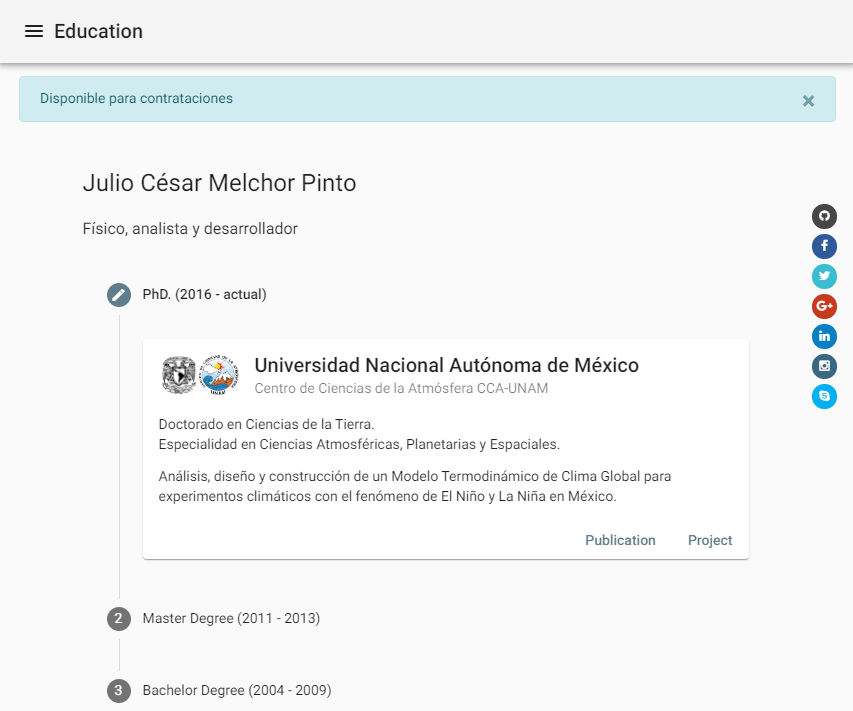 Education
Disponible para contrataciones
×
Julio César Melchor Pinto
Físico, analista y desarrollador
PhD. (2016 - actual)
Universidad Nacional Autónoma de México
Centro de Ciencias de la Atmósfera CCA-UNAM
Doctorado en Ciencias de la Tierra.
Especialidad en Ciencias Atmosféricas, Planetarias y Espaciales.
Análisis, diseño y construcción de un Modelo Termodinámico de Clima Global para
experimentos climáticos con el fenómeno de El Niño y La Niña en México.
Publication Project
2 Master Degree (2011 - 2013)
3 Bachelor Degree (2004 - 2009)